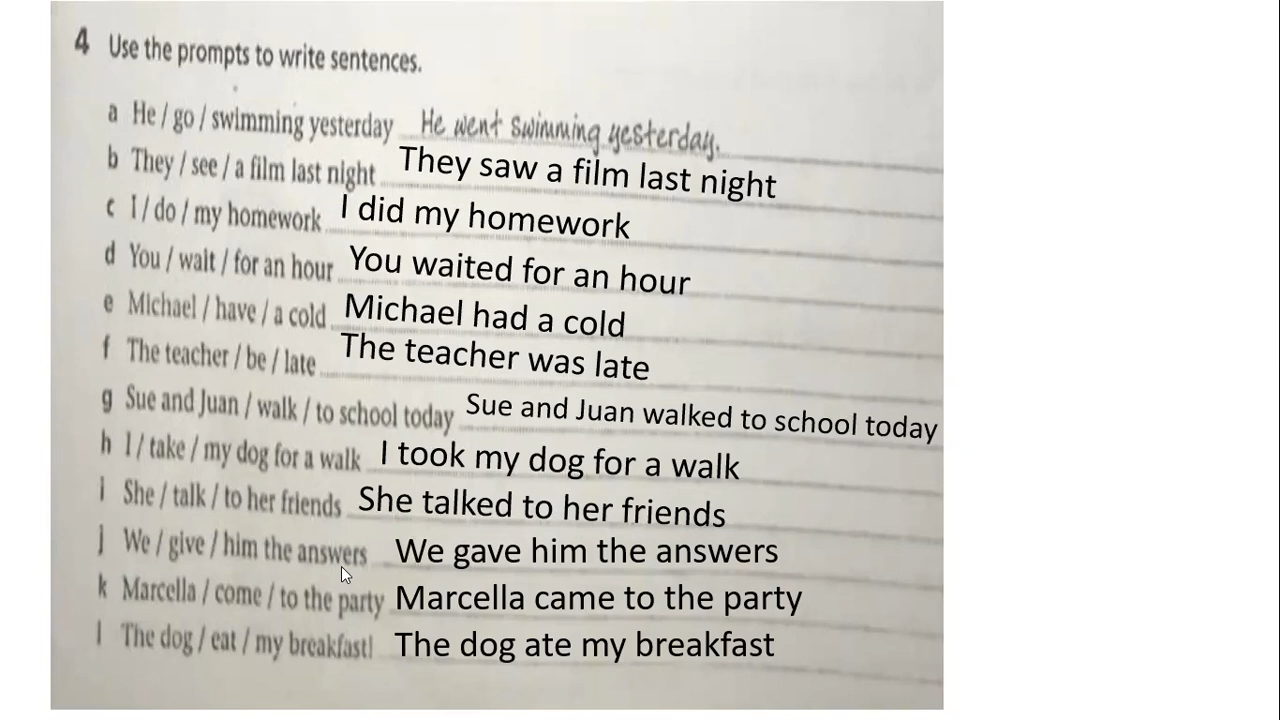 4 Use the prompts to write sentences.
a He / go / swimming yesterday He went swimming yesterday.
b They / see / a film last night They saw a film last night
c I / do / my homework I did my homework
d You / wait / for an hour You waited for an hour
e Michael / have / a cold Michael had a cold
f The teacher / be / late The teacher was late
g Sue and Juan / walk / to school today Sue and Juan walked to school today
h I / take / my dog for a walk I took my dog for a walk
i She / talk / to her friends She talked to her friends
j We / give / him the answers We gave him the answers
k Marcella / come / to the party Marcella came to the party
l The dog / eat / my breakfast! The dog ate my breakfast